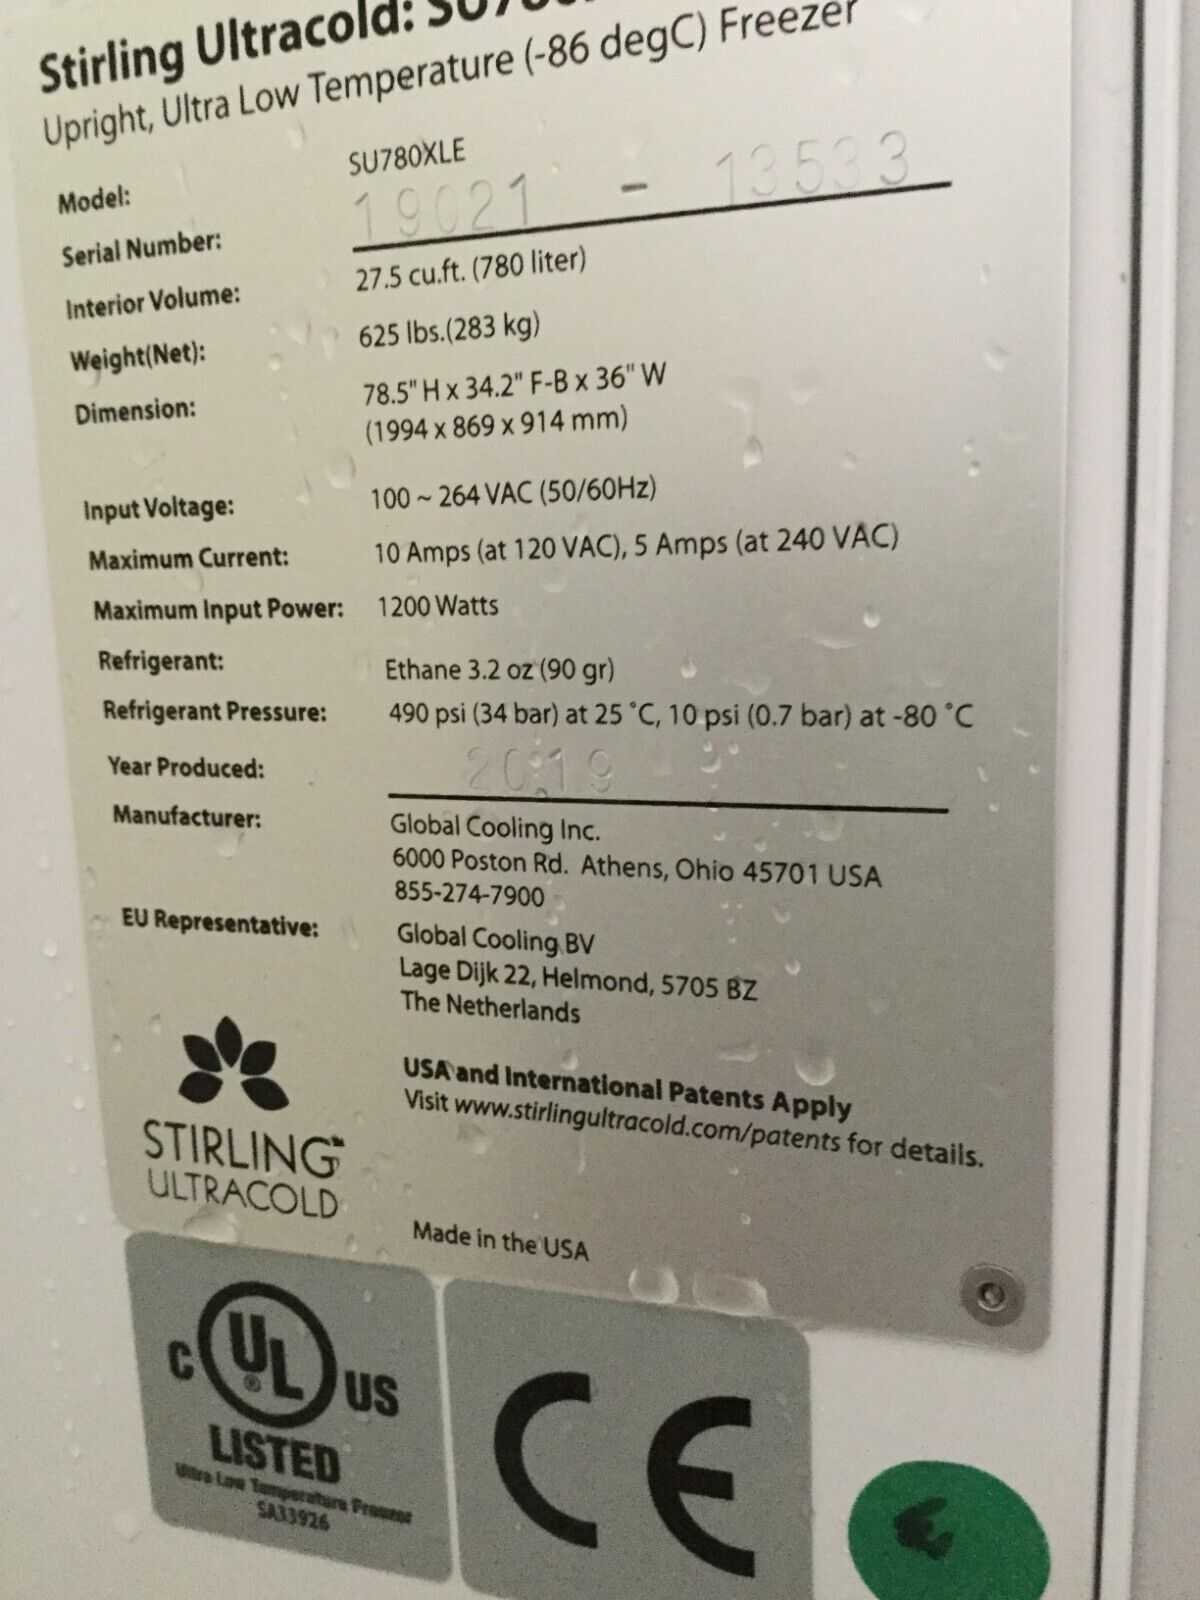 Stirling Ultracold:
Upright, Ultra Low Temperature (-86 degC) Freezer
Model: SU780XLE
Serial Number: 19021 - 13533
Interior Volume: 27.5 cu.ft. (780 liter)
Weight(Net): 625 lbs.(283 kg)
Dimension: 78.5" H x 34.2" F-B x 36" W
(1994 x 869 x 914 mm)
Input Voltage: 100 ~ 264 VAC (50/60Hz)
Maximum Current: 10 Amps (at 120 VAC), 5 Amps (at 240 VAC)
Maximum Input Power: 1200 Watts
Refrigerant: Ethane 3.2 oz (90 gr)
Refrigerant Pressure: 490 psi (34 bar) at 25 ˚C, 10 psi (0.7 bar) at -80 ˚C
Year Produced: 2019
Manufacturer: Global Cooling Inc.
6000 Poston Rd. Athens, Ohio 45701 USA
855-274-7900
EU Representative: Global Cooling BV
Lage Dijk 22, Helmond, 5705 BZ
The Netherlands
USA and International Patents Apply
Visit www.stirlingultracold.com/patents for details.
STIRLING™
ULTRACOLD
Made in the USA
C UL® US
LISTED
Ultra Low Temperature Freezer
SA33926
CE